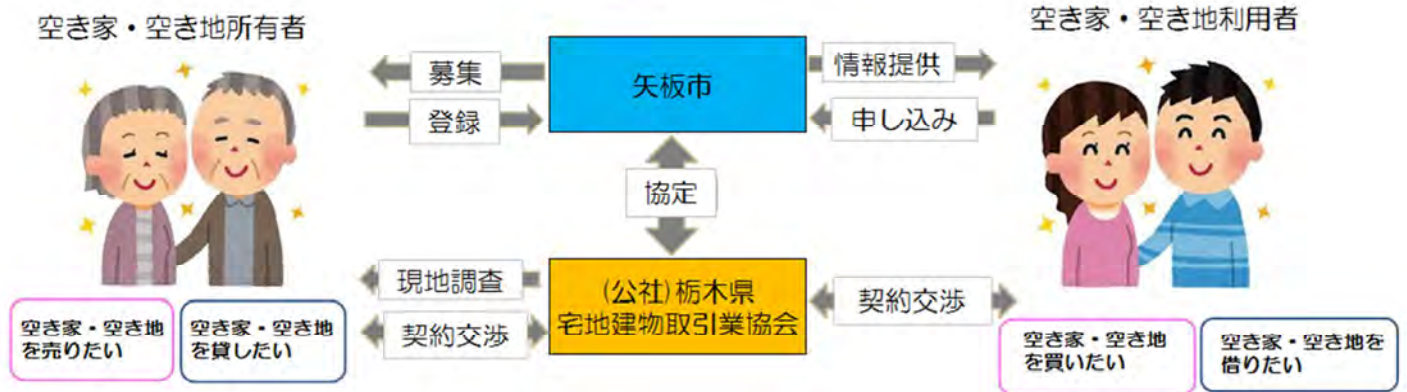 空き家・空き地所有者
空き家・空き地利用者
募集
登録
矢板市
情報提供
申し込み
協定
現地調査
契約交渉
(公社)栃木県
宅地建物取引業協会
契約交渉
空き家・空き地
を売りたい
空き家・空き地
を貸したい
空き家・空き地
を買いたい
空き家・空き地を
借りたい